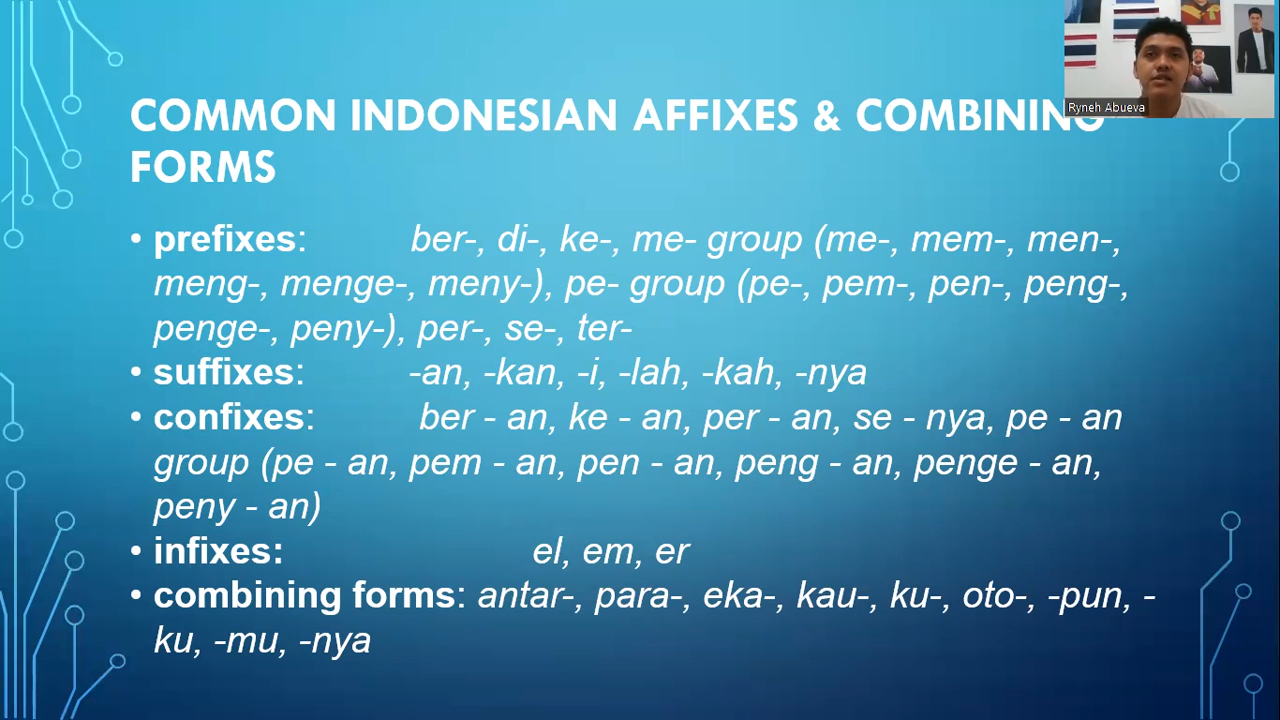 COMMON INDONESIAN AFFIXES & COMBINING
FORMS
Ryneh Abueva
• prefixes: ber-, di-, ke-, me- group (me-, mem-, men-,
meng-, menge-, meny-), pe- group (pe-, pem-, pen-, peng-,
penge-, peny-), per-, se-, ter-
• suffixes: -an, -kan, -i, -lah, -kah, -nya
• confixes: ber - an, ke - an, per - an, se - nya, pe - an
group (pe - an, pem - an, pen - an, peng - an, penge - an,
peny - an)
• infixes: el, em, er
• combining forms: antar-, para-, eka-, kau-, ku-, oto-, -pun, -
ku, -mu, -nya